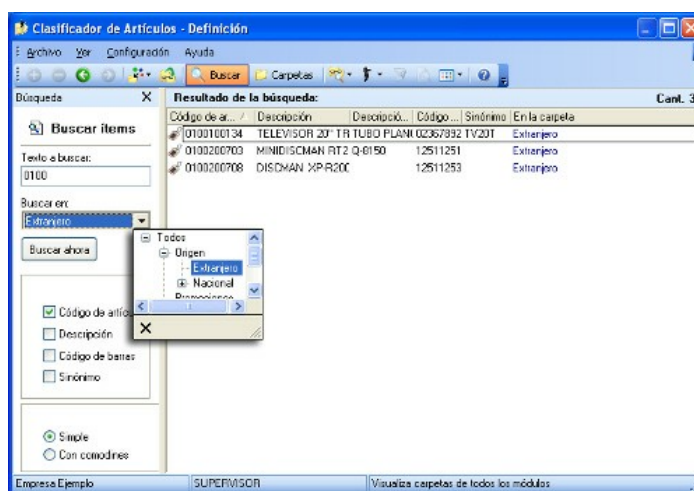 Clasificador de Artículos - Definición
Archivo Ver Configuración Ayuda
Buscar Carpetas
Búsqueda X Resultado de la búsqueda: Cant. 3
Buscar ítems
Texto a buscar:
0100
Buscar en:
Extranjero
Buscar ahora
Todos
Origen
Extranjero
Nacional
Promociones
Código de artíc
Descripción
Código de barras
Sinónimo
Simple
Con comodines
Código de ar... Descripción Descripció... Código ... Sinónimo En la carpeta
0100100134 TELEVISOR 20" TR TUBO PLAN 02367892 TV20T Extranjero
0100200703 MINIDISCMAN RT2 Q-8150 12511251 Extranjero
0100200708 DISCMAN XP-R20C 12511253 Extranjero
Empresa Ejemplo SUPERVISOR Visualiza carpetas de todos los módulos